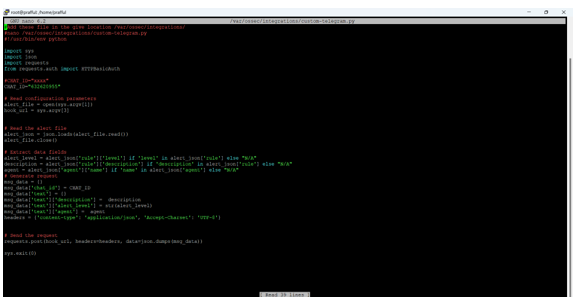 root@prafful: /home/prafful
GNU nano 6.2 /var/ossec/integrations/custom-telegram.py
#Add these file in the give location /var/ossec/integrations/
#nano /var/ossec/integrations/custom-telegram.py
#!/usr/bin/env python
import sys
import json
import requests
from requests.auth import HTTPBasicAuth
#CHAT_ID="xxxx"
CHAT_ID="632620955"
# Read configuration parameters
alert_file = open(sys.argv[1])
hook_url = sys.argv[3]
# Read the alert file
alert_json = json.loads(alert_file.read())
alert_file.close()
# Extract data fields
alert_level = alert_json['rule']['level'] if 'level' in alert_json['rule'] else "N/A"
description = alert_json['rule']['description'] if 'description' in alert_json['rule'] else "N/A"
agent = alert_json['agent']['name'] if 'name' in alert_json['agent'] else "N/A"
# Generate request
msg_data = {}
msg_data['chat_id'] = CHAT_ID
msg_data['text'] = {}
msg_data['text']['description'] = description
msg_data['text']['alert_level'] = str(alert_level)
msg_data['text']['agent'] = agent
headers = {'content-type': 'application/json', 'Accept-Charset': 'UTF-8'}
# Send the request
requests.post(hook_url, headers=headers, data=json.dumps(msg_data))
sys.exit(0)
[ Read 39 lines ]